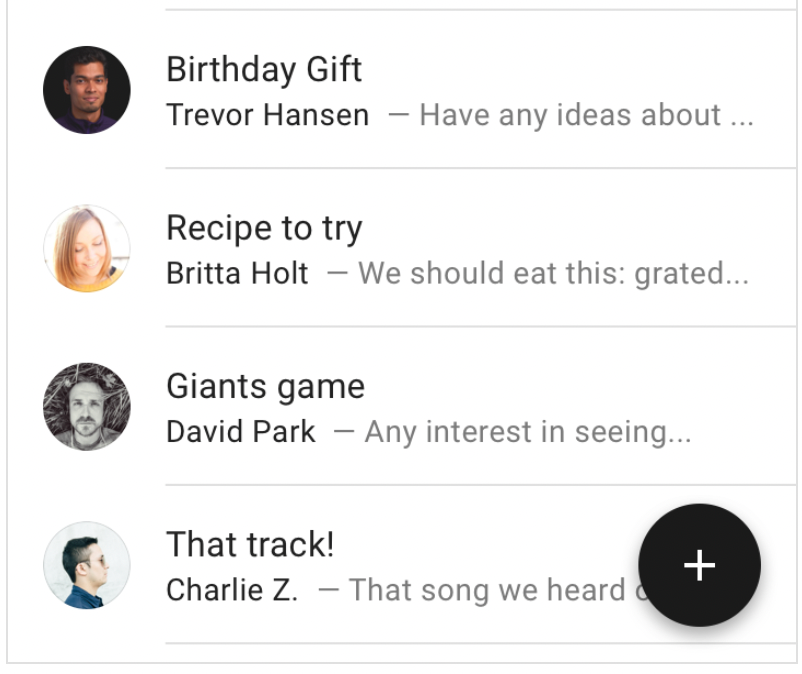 Birthday Gift
Trevor Hansen — Have any ideas about ...
Recipe to try
Britta Holt — We should eat this: grated...
Giants game
David Park — Any interest in seeing...
That track!
Charlie Z. — That song we heard
+